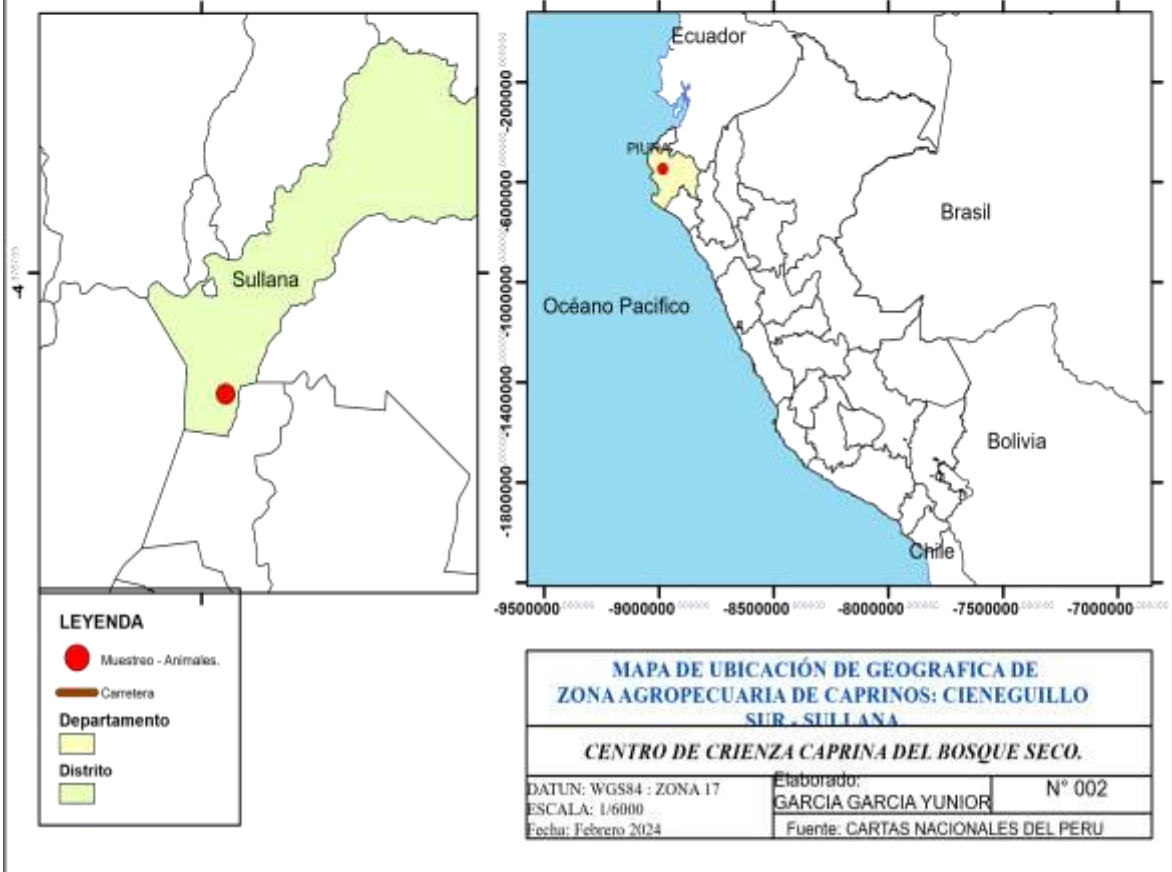 Sullana
-4
LEYENDA
Muestreo - Animales.
Carretera
Departamento
Distrito
Ecuador
PIURA
Brasil
Océano Pacifico
Bolivia
Chile
-200000
-600000
-1000000
-1400000
-1800000
-9500000 -9000000 -8500000 -8000000 -7500000 -7000000
MAPA DE UBICACIÓN DE GEOGRAFICA DE
ZONA AGROPECUARIA DE CAPRINOS: CIENEGUILLO
SUR - SULLANA
CENTRO DE CRIENZA CAPRINA DEL BOSQUE SECO.
DATUN: WGS84 : ZONA 17
ESCALA: 1/6000
Fecha: Febrero 2024
Elaborado:
GARCIA GARCIA YUNIOR
N° 002
Fuente: CARTAS NACIONALES DEL PERU